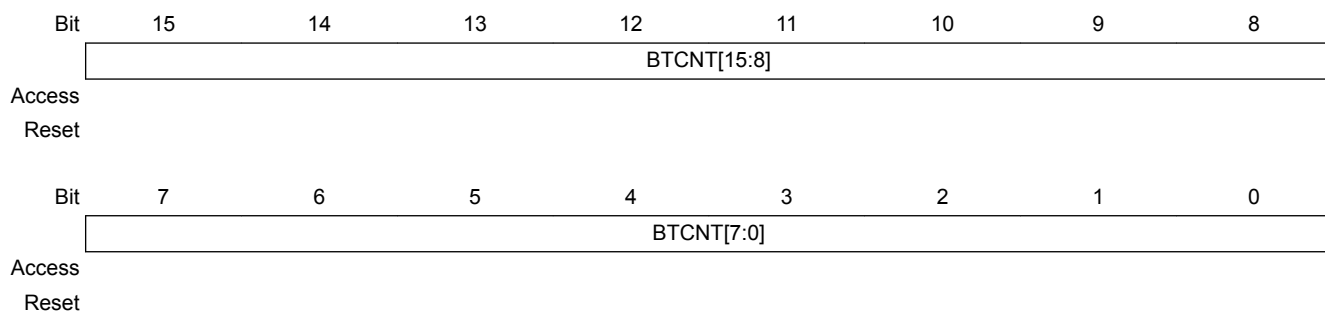 Bit 15 14 13 12 11 10 9 8
BTCNT[15:8]
Access
Reset
Bit 7 6 5 4 3 2 1 0
BTCNT[7:0]
Access
Reset